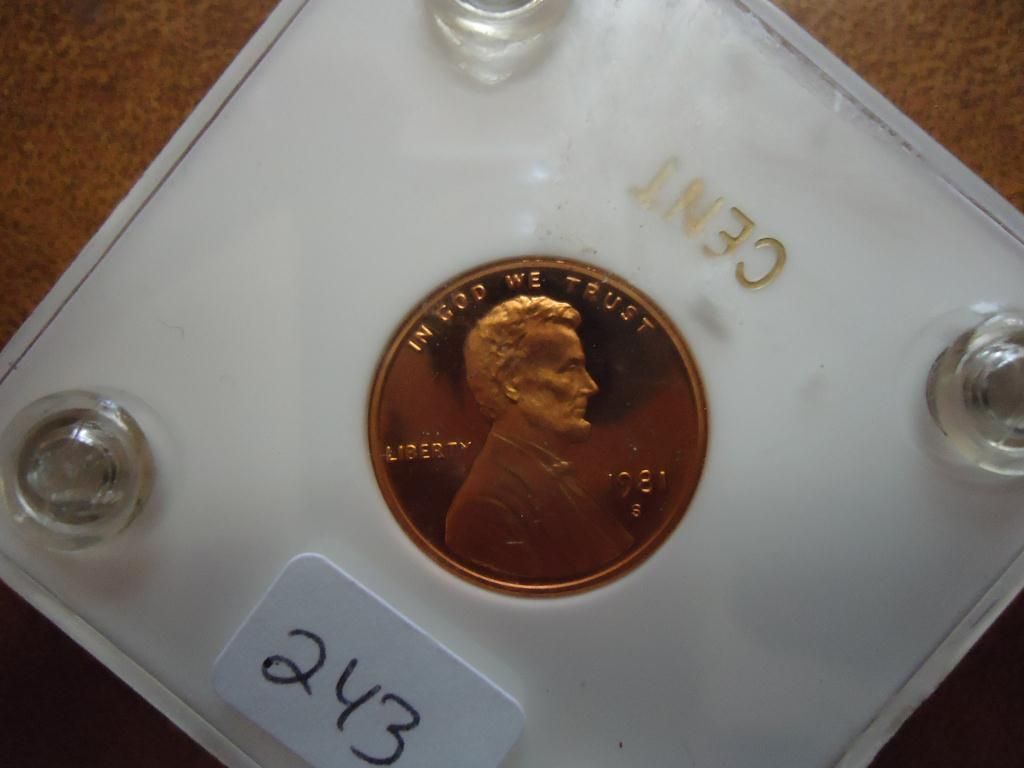 CENT
IN GOD WE TRUST
LIBERTY
1981
S
243